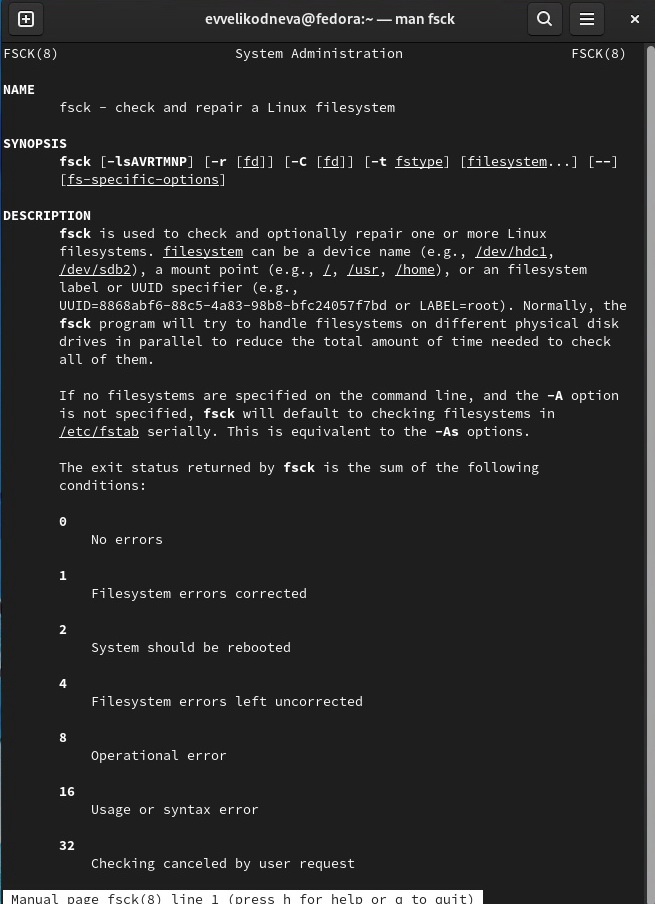 evvelikodneva@fedora:~ — man fsck
FSCK(8) System Administration FSCK(8)
NAME
fsck - check and repair a Linux filesystem
SYNOPSIS
fsck [-lsAVRTMNP] [-r [fd]] [-C [fd]] [-t fstype] [filesystem...] [--]
[fs-specific-options]
DESCRIPTION
fsck is used to check and optionally repair one or more Linux
filesystems. filesystem can be a device name (e.g., /dev/hdc1,
/dev/sdb2), a mount point (e.g., /, /usr, /home), or an filesystem
label or UUID specifier (e.g.,
UUID=8868abf6-88c5-4a83-98b8-bfc24057f7bd or LABEL=root). Normally, the
fsck program will try to handle filesystems on different physical disk
drives in parallel to reduce the total amount of time needed to check
all of them.
If no filesystems are specified on the command line, and the -A option
is not specified, fsck will default to checking filesystems in
/etc/fstab serially. This is equivalent to the -As options.
The exit status returned by fsck is the sum of the following
conditions:
0
No errors
1
Filesystem errors corrected
2
System should be rebooted
4
Filesystem errors left uncorrected
8
Operational error
16
Usage or syntax error
32
Checking canceled by user request
Manual page fsck(8) line 1 (press h for help or q to quit)